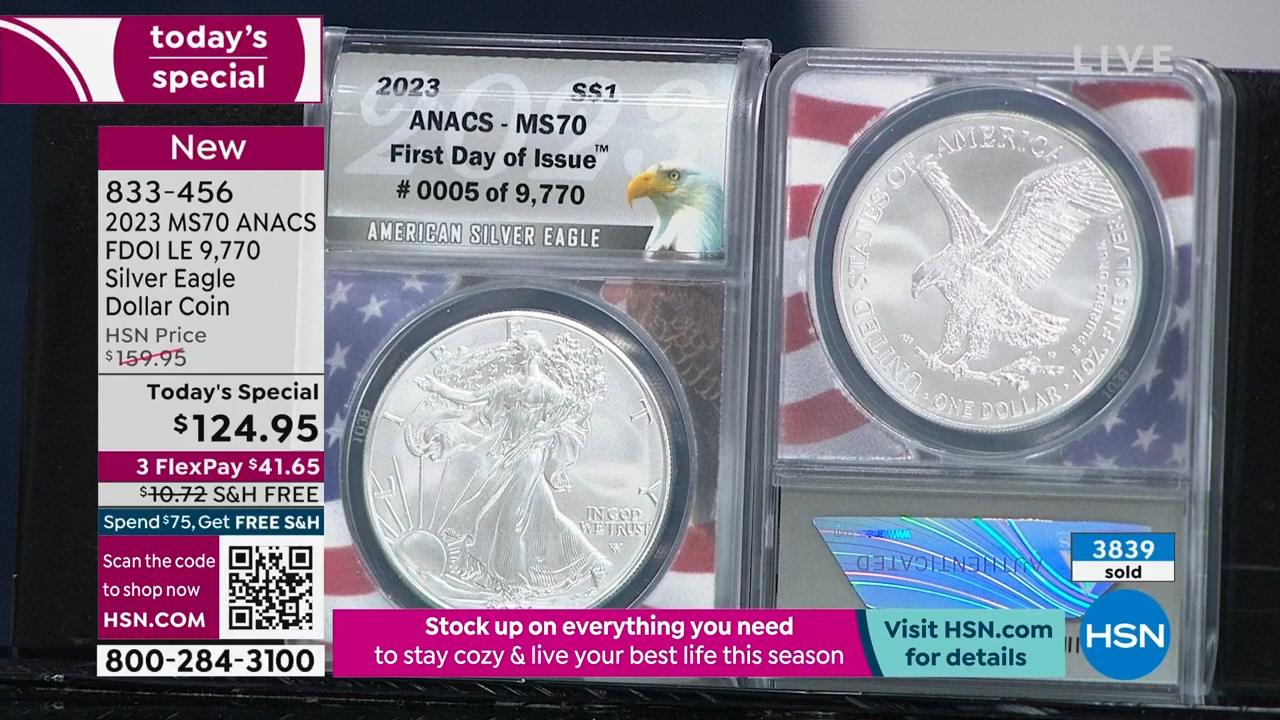 today's
special
New
833-456
2023 MS70 ANACS
FDOI LE 9,770
Silver Eagle
Dollar Coin
HSN Price
$159.95
Today's Special
$124.95
3 FlexPay $41.65
$10.72 S&H FREE
Spend $75, Get FREE S&H
Scan the code
to shop now
HSN.COM
800-284-3100
2023 S$1
ANACS - MS70
First Day of Issue™
# 0005 of 9,770
AMERICAN SILVER EAGLE
LIBERTY
IN GOD
WE TRUST
LIVE
UNITED STATES OF AMERICA
1 OZ. FINE SILVER
E PLURIBUS UNUM
ONE DOLLAR
AUTHENTICATED
3839
sold
Stock up on everything you need
to stay cozy & live your best life this season
Visit HSN.com
for details
HSN